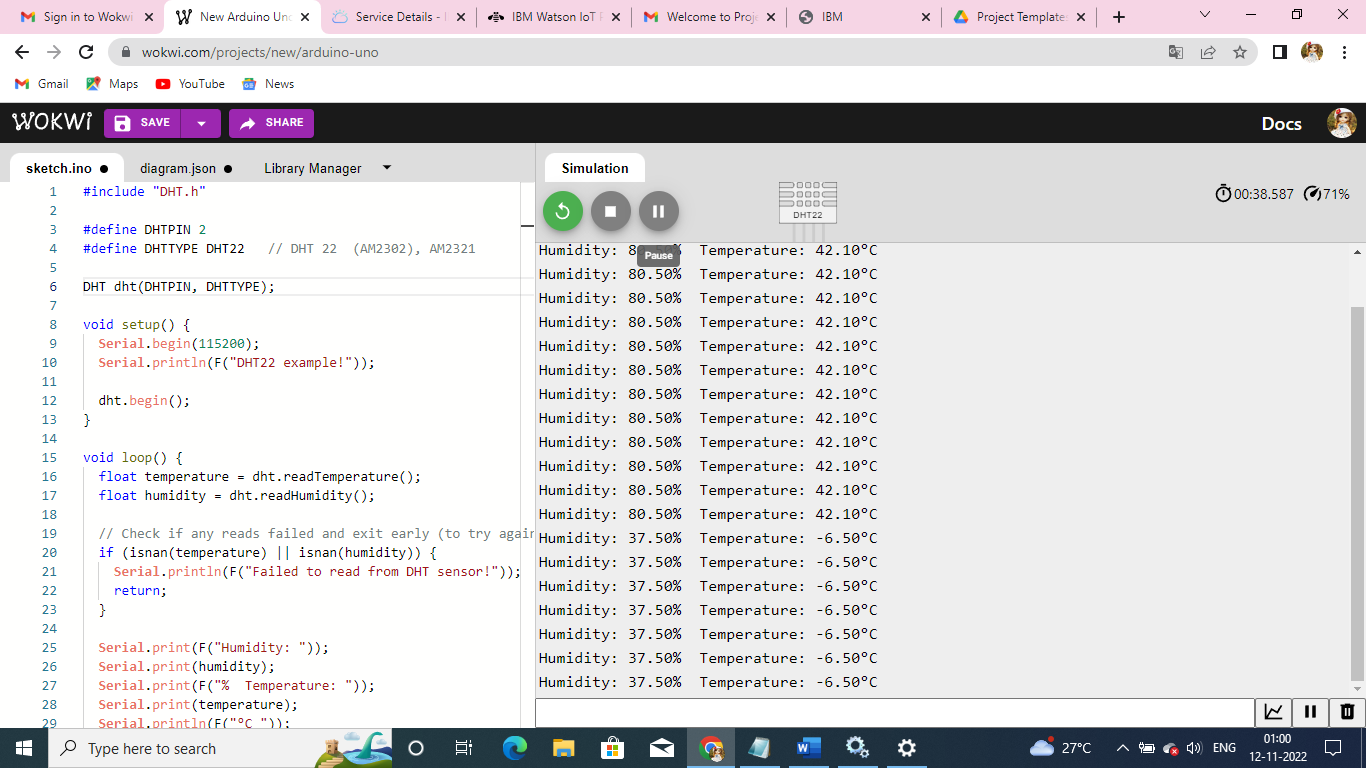 Sign in to Wokwi
New Arduino Uno
Service Details -
IBM Watson IoT P
Welcome to Proje
IBM
Project Template
wokwi.com/projects/new/arduino-uno
Gmail
Maps
YouTube
News
WOKWi
SAVE
SHARE
Docs
sketch.ino ●
diagram.json ●
Library Manager
1 #include "DHT.h"
2
3 #define DHTPIN 2
4 #define DHTTYPE DHT22 // DHT 22 (AM2302), AM2321
5
6 DHT dht(DHTPIN, DHTTYPE);
7
8 void setup() {
9 Serial.begin(115200);
10 Serial.println(F("DHT22 example!"));
11
12 dht.begin();
13 }
14
15 void loop() {
16 float temperature = dht.readTemperature();
17 float humidity = dht.readHumidity();
18
19 // Check if any reads failed and exit early (to try again
20 if (isnan(temperature) || isnan(humidity)) {
21 Serial.println(F("Failed to read from DHT sensor!"));
22 return;
23 }
24
25 Serial.print(F("Humidity: "));
26 Serial.print(humidity);
27 Serial.print(F("% Temperature: "));
28 Serial.print(temperature);
29 Serial.println(F("°C "));
Simulation
DHT22
00:38.587
71%
Pause
Humidity: 80.50% Temperature: 42.10°C
Humidity: 80.50% Temperature: 42.10°C
Humidity: 80.50% Temperature: 42.10°C
Humidity: 80.50% Temperature: 42.10°C
Humidity: 80.50% Temperature: 42.10°C
Humidity: 80.50% Temperature: 42.10°C
Humidity: 80.50% Temperature: 42.10°C
Humidity: 80.50% Temperature: 42.10°C
Humidity: 80.50% Temperature: 42.10°C
Humidity: 80.50% Temperature: 42.10°C
Humidity: 80.50% Temperature: 42.10°C
Humidity: 80.50% Temperature: 42.10°C
Humidity: 37.50% Temperature: -6.50°C
Humidity: 37.50% Temperature: -6.50°C
Humidity: 37.50% Temperature: -6.50°C
Humidity: 37.50% Temperature: -6.50°C
Humidity: 37.50% Temperature: -6.50°C
Humidity: 37.50% Temperature: -6.50°C
Humidity: 37.50% Temperature: -6.50°C
Type here to search
27°C
ENG
01:00
12-11-2022